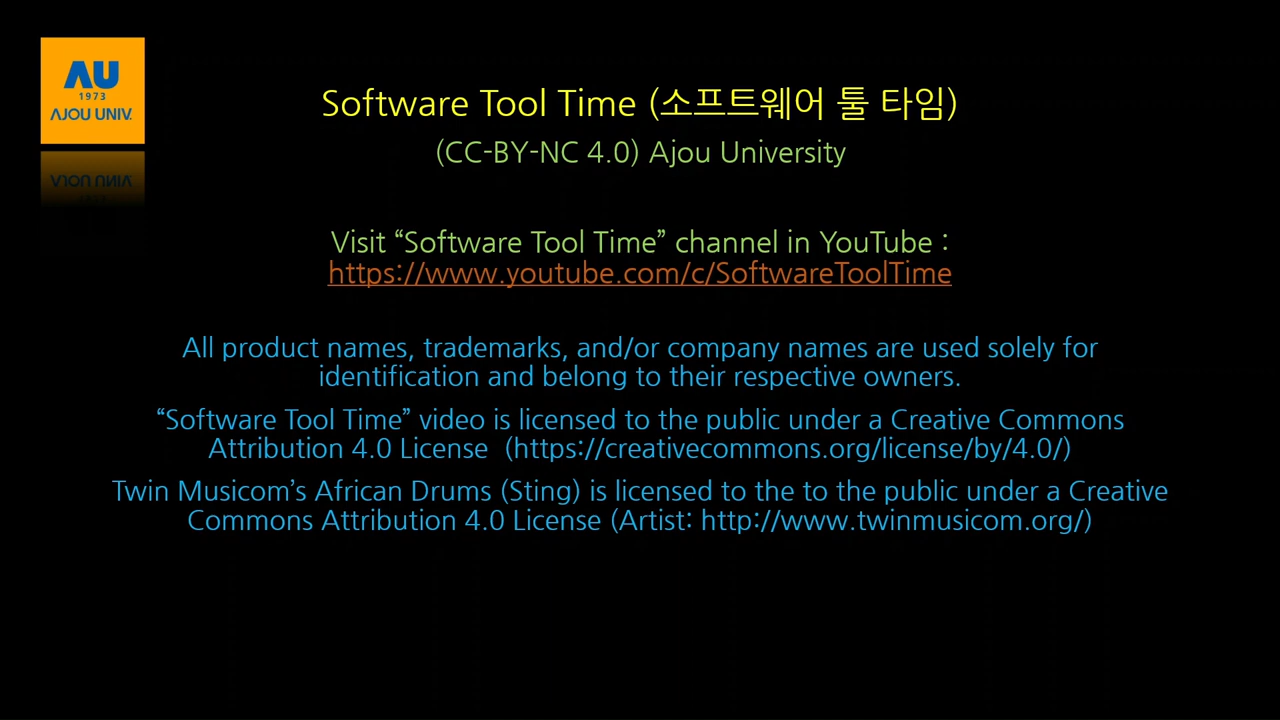 AU
1973
AJOU UNIV.
Software Tool Time (소프트웨어 툴 타임)
(CC-BY-NC 4.0) Ajou University
Visit “Software Tool Time” channel in YouTube :
https://www.youtube.com/c/SoftwareToolTime
All product names, trademarks, and/or company names are used solely for
identification and belong to their respective owners.
“Software Tool Time” video is licensed to the public under a Creative Commons
Attribution 4.0 License  (https://creativecommons.org/license/by/4.0/)
Twin Musicom’s African Drums (Sting) is licensed to the to the public under a Creative
Commons Attribution 4.0 License (Artist: http://www.twinmusicom.org/)